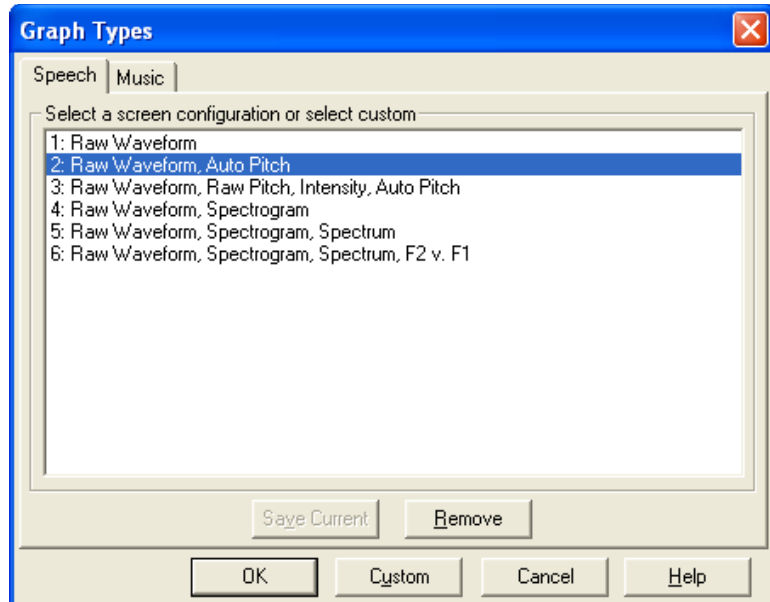 Graph Types
Speech Music
Select a screen configuration or select custom
1: Raw Waveform
2: Raw Waveform, Auto Pitch
3: Raw Waveform, Raw Pitch, Intensity, Auto Pitch
4: Raw Waveform, Spectrogram
5: Raw Waveform, Spectrogram, Spectrum
6: Raw Waveform, Spectrogram, Spectrum, F2 v. F1
Save Current Remove
OK Custom Cancel Help